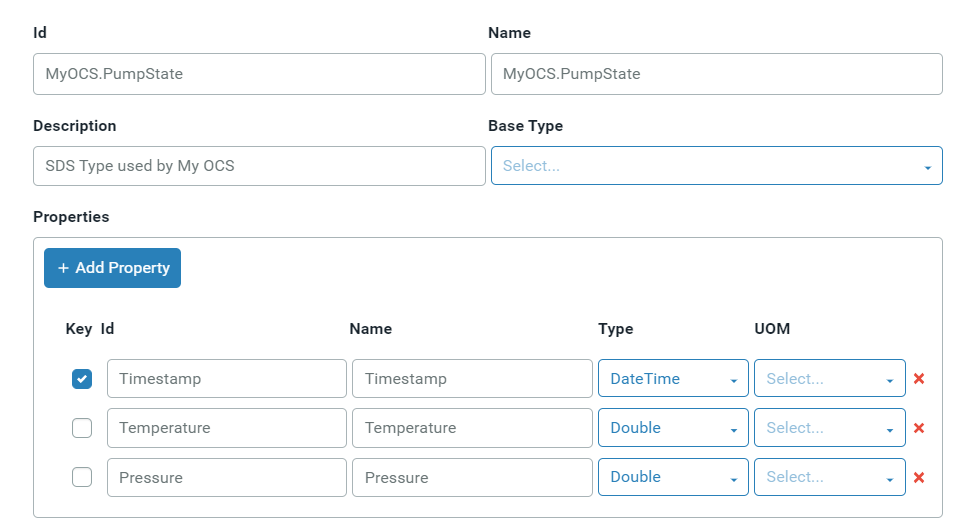 Id Name
MyOCS.PumpState MyOCS.PumpState
Description Base Type
SDS Type used by My OCS Select...
Properties
+ Add Property
Key Id Name Type UOM
Timestamp Timestamp DateTime Select...
Temperature Temperature Double Select...
Pressure Pressure Double Select...